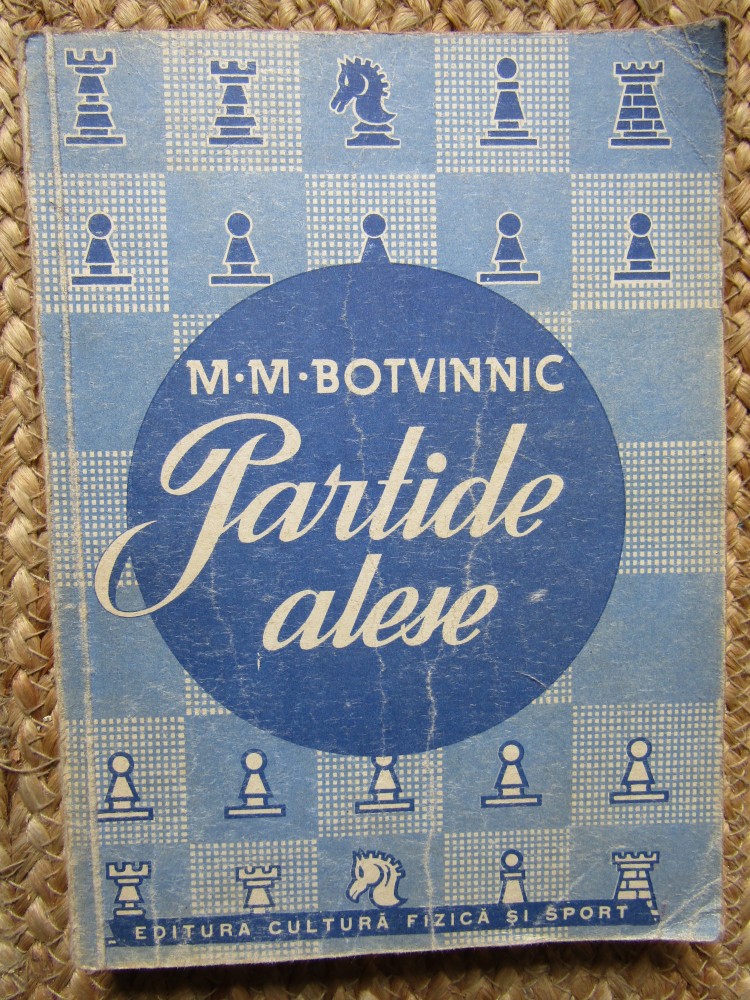 M·M·BOTVINNIC
Partide
alese
EDITURA CULTURĂ FIZICĂ ȘI SPORT